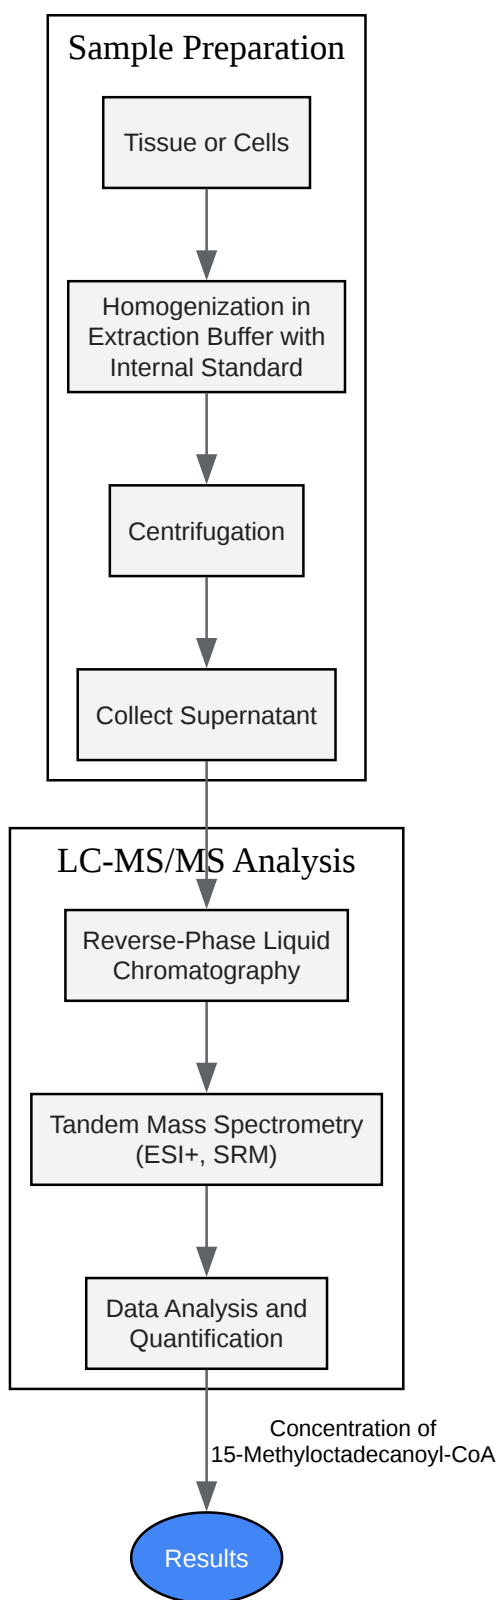 Sample Preparation
Tissue or Cells
Homogenization in
Extraction Buffer with
Internal Standard
Centrifugation
Collect Supernatant
LC-MS/MS Analysis
Reverse-Phase Liquid
Chromatography
Tandem Mass Spectrometry
(ESI+, SRM)
Data Analysis and
Quantification
Concentration of
15-Methyloctadecanoyl-CoA
Results